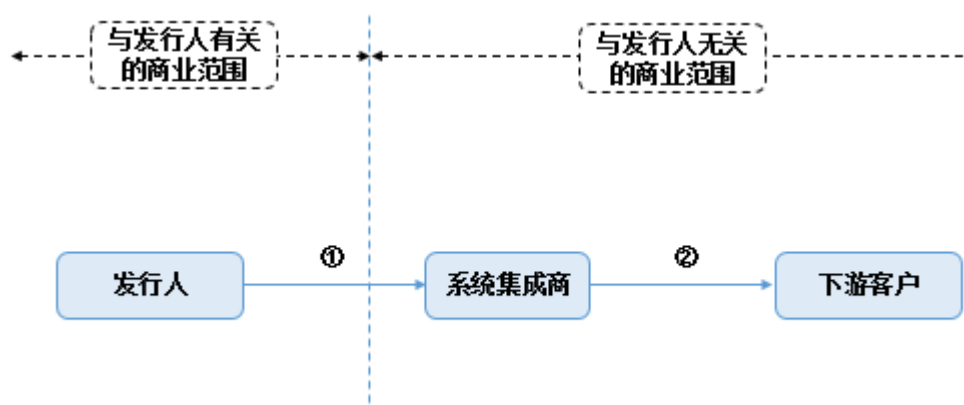 与发行人有关
的商业范围
与发行人无关
的商业范围
①
②
发行人
系统集成商
下游客户